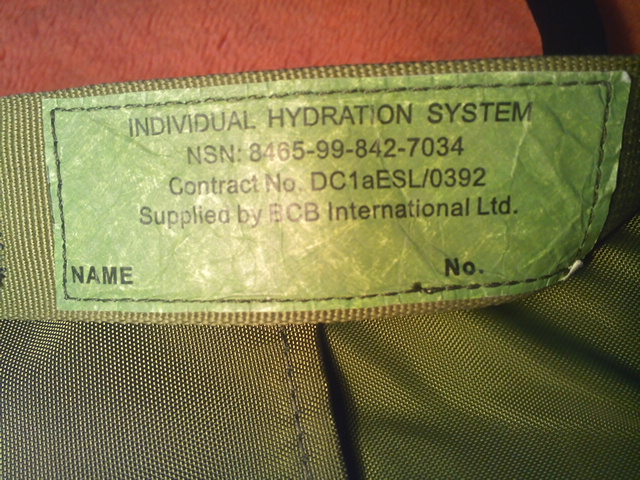 INDIVIDUAL HYDRATION SYSTEM
NSN: 8465-99-842-7034
Contract No. DC1aESL/0392
Supplied by BCB International Ltd.
NAME No.